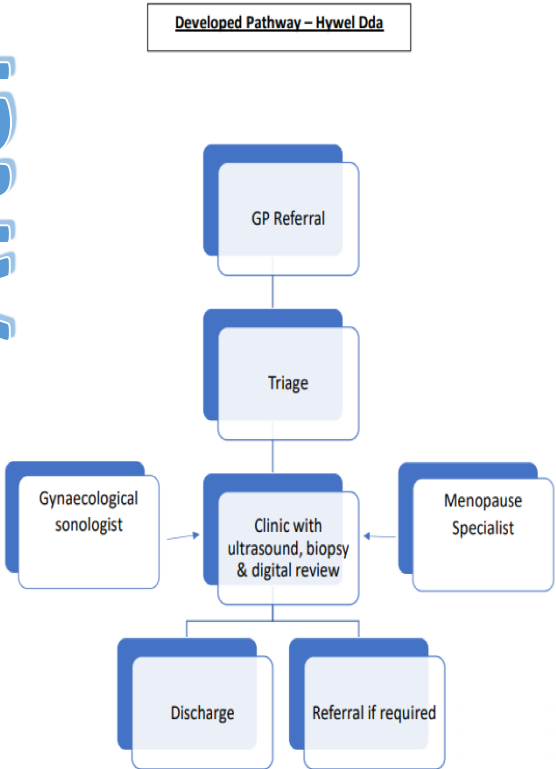 Developed Pathway – Hywel Dda
GP Referral
Triage
Gynaecological
sonologist
Clinic with
ultrasound, biopsy
& digital review
Menopause
Specialist
Discharge
Referral if required